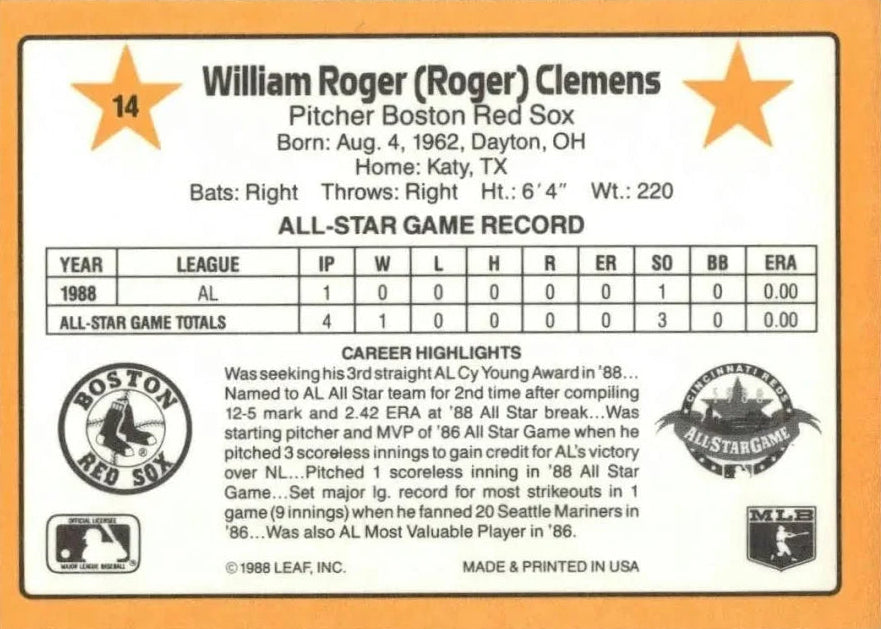 14
William Roger (Roger) Clemens
Pitcher Boston Red Sox
Born: Aug. 4, 1962, Dayton, OH
Home: Katy, TX
Bats: Right Throws: Right Ht.: 6'4" Wt.: 220
ALL-STAR GAME RECORD
YEAR LEAGUE IP W L H R ER SO BB ERA
1988 AL 1 0 0 0 0 0 1 0 0.00
ALL-STAR GAME TOTALS 4 1 0 0 0 0 3 0 0.00
CAREER HIGHLIGHTS
Was seeking his 3rd straight AL Cy Young Award in '88...
Named to AL All Star team for 2nd time after compiling
12-5 mark and 2.42 ERA at '88 All Star break...Was
starting pitcher and MVP of '86 All Star Game when he
pitched 3 scoreless innings to gain credit for AL's victory
over NL...Pitched 1 scoreless inning in '88 All Star
Game...Set major lg. record for most strikeouts in 1
game (9 innings) when he fanned 20 Seattle Mariners in
'86...Was also AL Most Valuable Player in '86.
BOSTON
RED SOX
®
CINCINNATI REDS
1988
ALL-STAR GAME
OFFICIAL LICENSEE
MAJOR LEAGUE BASEBALL
®
MLB
© 1988 LEAF, INC. MADE & PRINTED IN USA